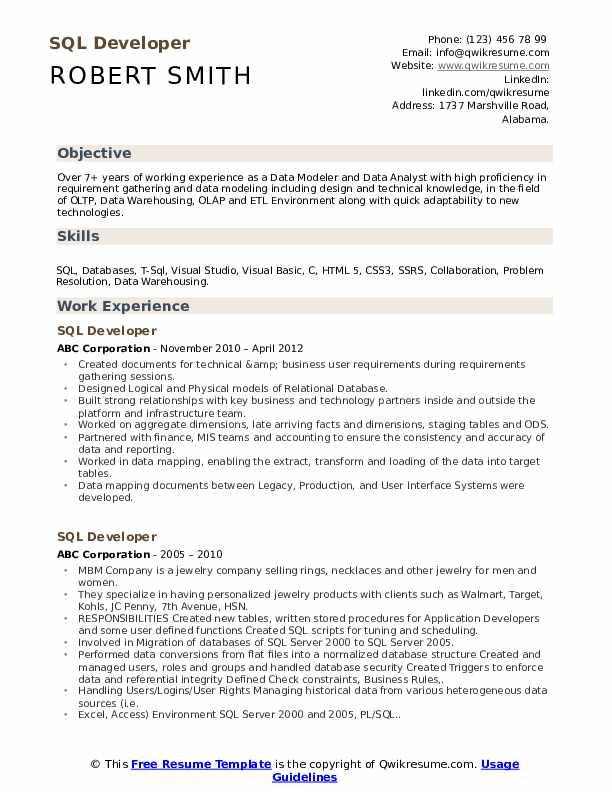 SQL Developer
ROBERT SMITH
Phone: (123) 456 78 99
Email: info@qwikresume.com
Website: www.qwikresume.com
LinkedIn:
linkedin.com/qwikresume
Address: 1737 Marshville Road,
Alabama.
Objective
Over 7+ years of working experience as a Data Modeler and Data Analyst with high proficiency in
requirement gathering and data modeling including design and technical knowledge, in the field
of OLTP, Data Warehousing, OLAP and ETL Environment along with quick adaptability to new
technologies.
Skills
SQL, Databases, T-Sql, Visual Studio, Visual Basic, C, HTML 5, CSS3, SSRS, Collaboration, Problem
Resolution, Data Warehousing.
Work Experience
SQL Developer
ABC Corporation - November 2010 – April 2012
• Created documents for technical &amp; business user requirements during requirements
gathering sessions.
• Designed Logical and Physical models of Relational Database.
• Built strong relationships with key business and technology partners inside and outside the
platform and infrastructure team.
• Worked on aggregate dimensions, late arriving facts and dimensions, staging tables and ODS.
• Partnered with finance, MIS teams and accounting to ensure the consistency and accuracy of
data and reporting.
• Worked in data mapping, enabling the extract, transform and loading of the data into target
tables.
• Data mapping documents between Legacy, Production, and User Interface Systems were
developed.
SQL Developer
ABC Corporation - 2005 – 2010
• MBM Company is a jewelry company selling rings, necklaces and other jewelry for men and
women.
• They specialize in having personalized jewelry products with clients such as Walmart, Target,
Kohls, JC Penny, 7th Avenue, HSN.
• RESPONSIBILITIES Created new tables, written stored procedures for Application Developers
and some user defined functions Created SQL scripts for tuning and scheduling.
• Involved in Migration of databases of SQL Server 2000 to SQL Server 2005.
• Performed data conversions from flat files into a normalized database structure Created and
managed users, roles and groups and handled database security Created Triggers to enforce
data and referential integrity Defined Check constraints, Business Rules,.
• Handling Users/Logins/User Rights Managing historical data from various heterogeneous data
sources (i.e.
• Excel, Access) Environment SQL Server 2000 and 2005, PL/SQL..
© This Free Resume Template is the copyright of Qwikresume.com. Usage
Guidelines